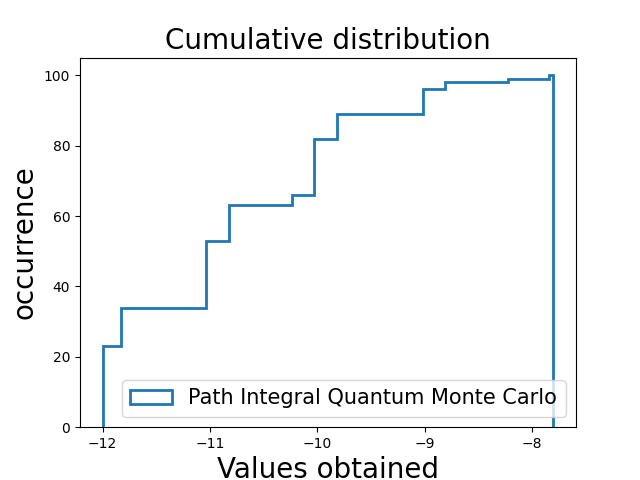 Cumulative distribution
occurrence
100
80
60
40
20
0
Path Integral Quantum Monte Carlo
−12 −11 −10 −9 −8
Values obtained